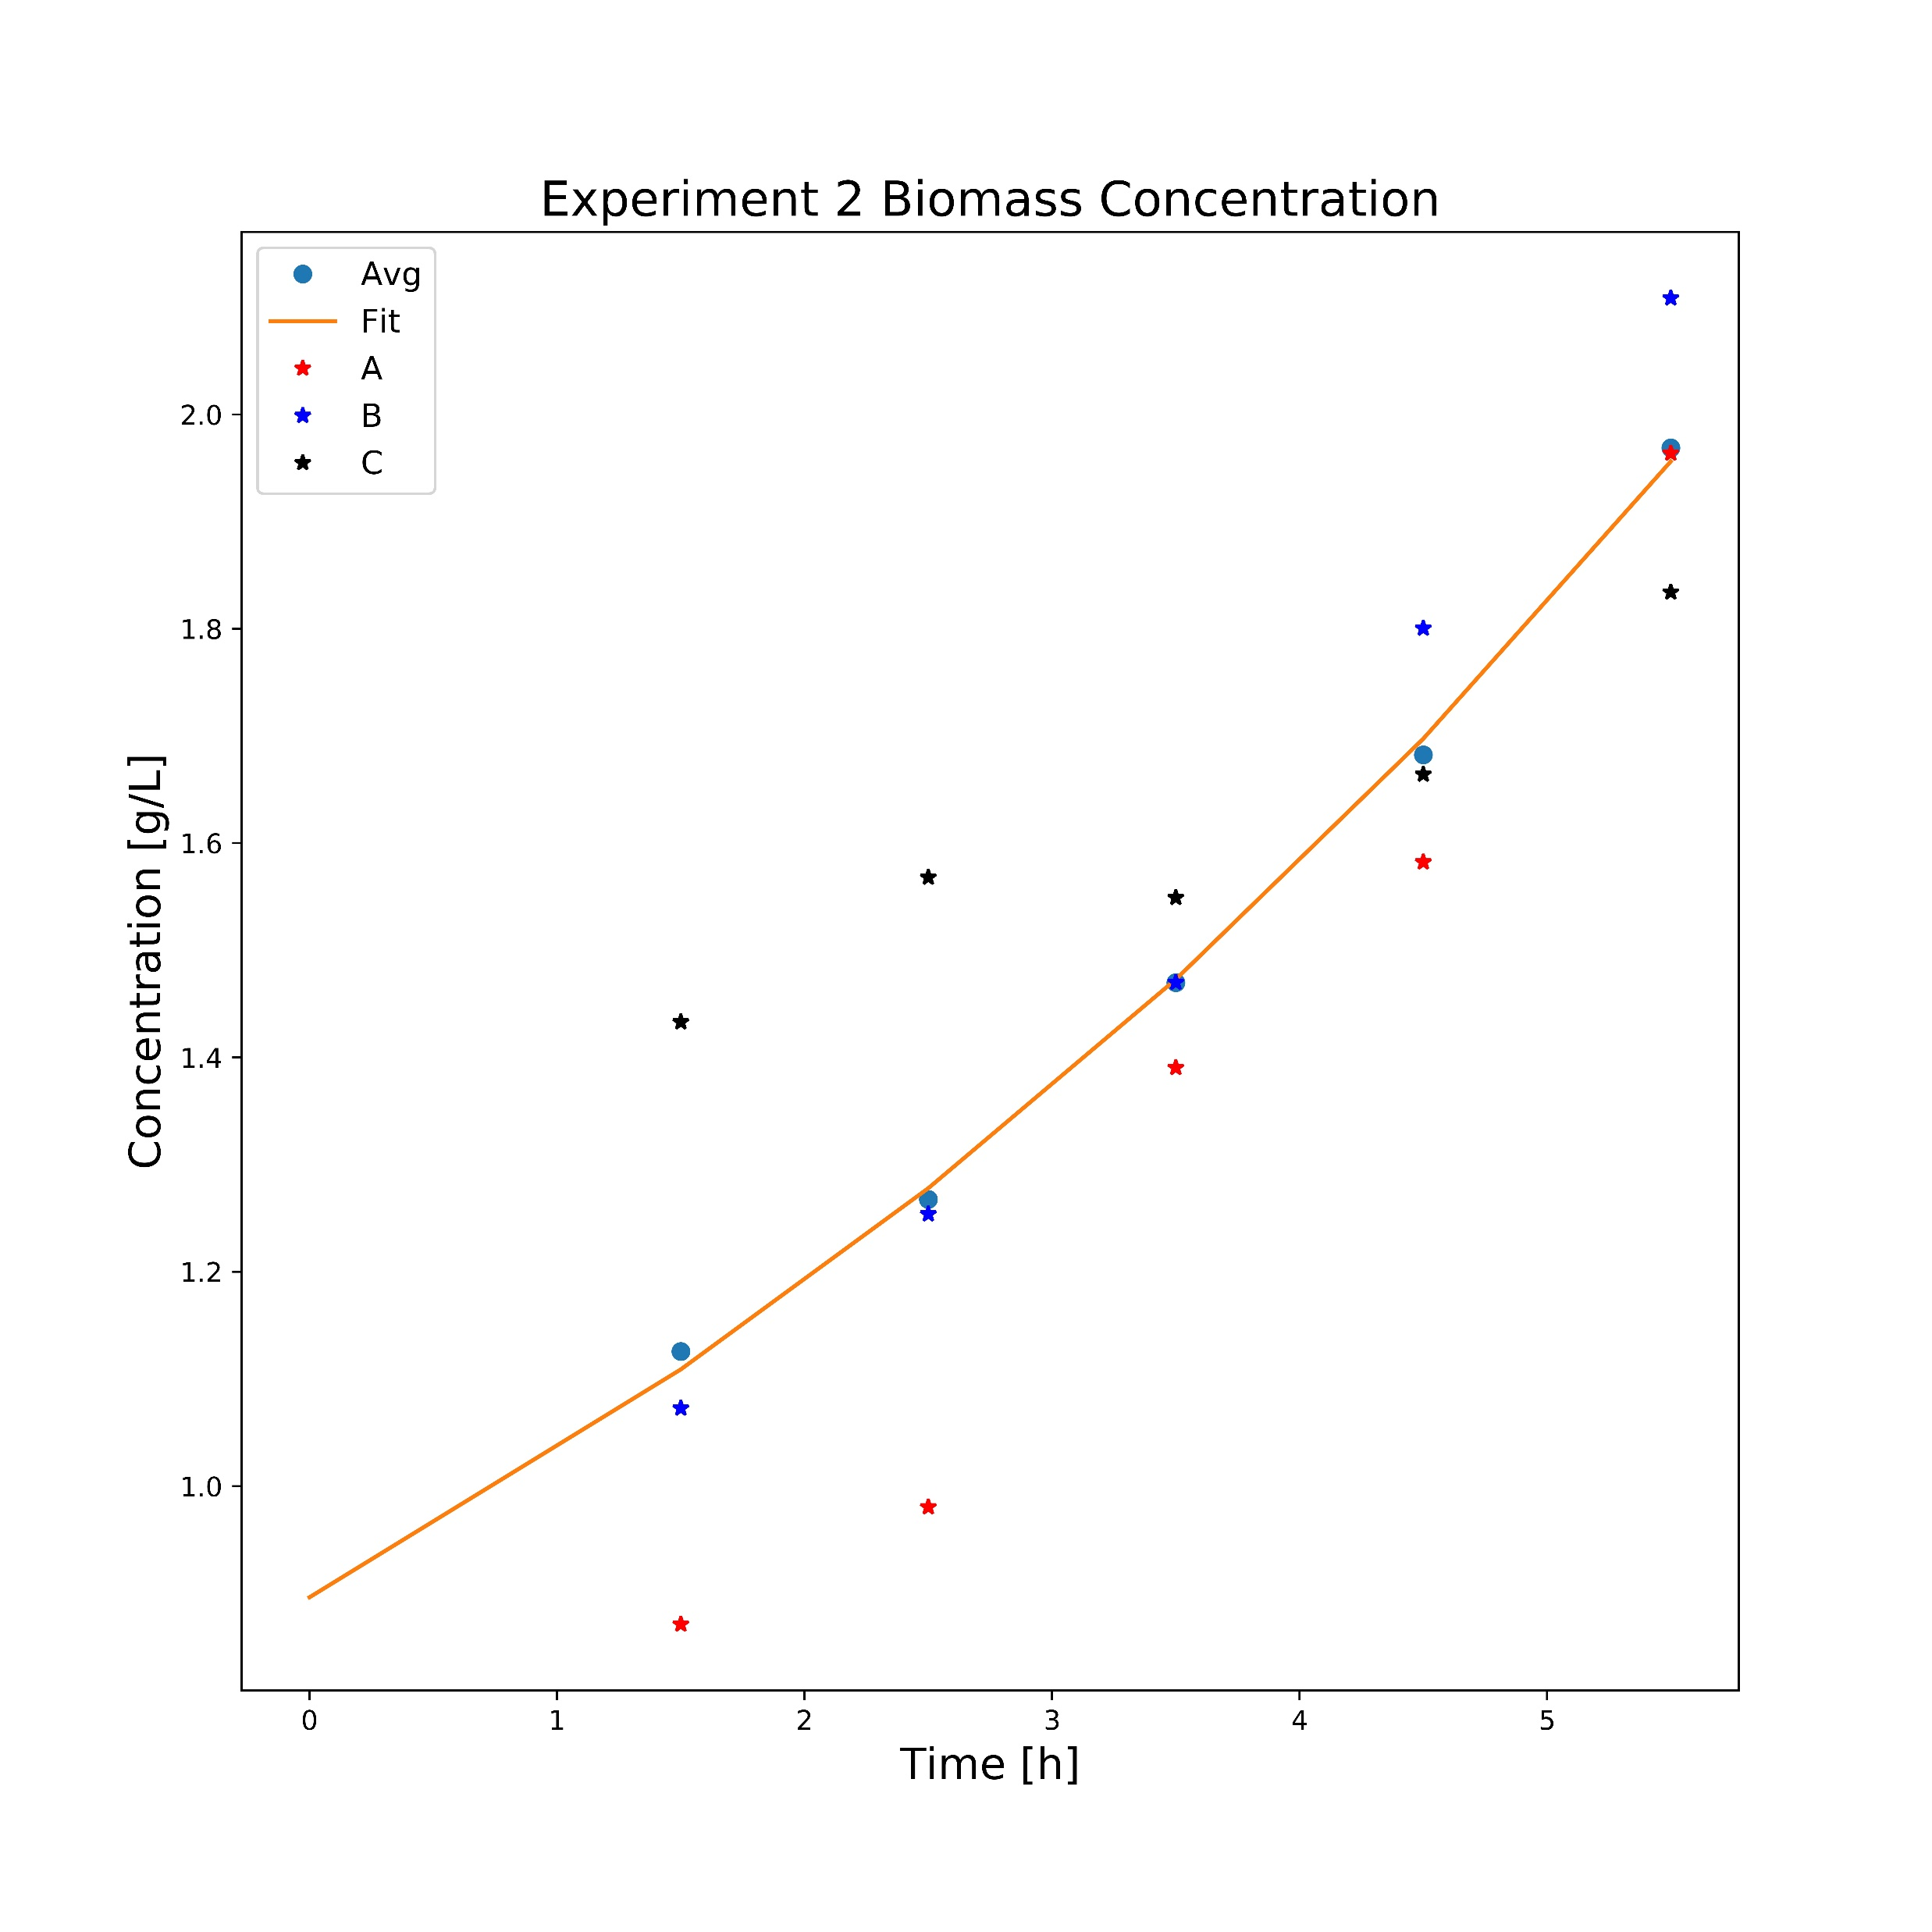 Experiment 2 Biomass Concentration
Avg
Fit
A
B
C
2.0
1.8
1.6
1.4
1.2
1.0
Concentration [g/L]
0 1 2 3 4 5
Time [h]